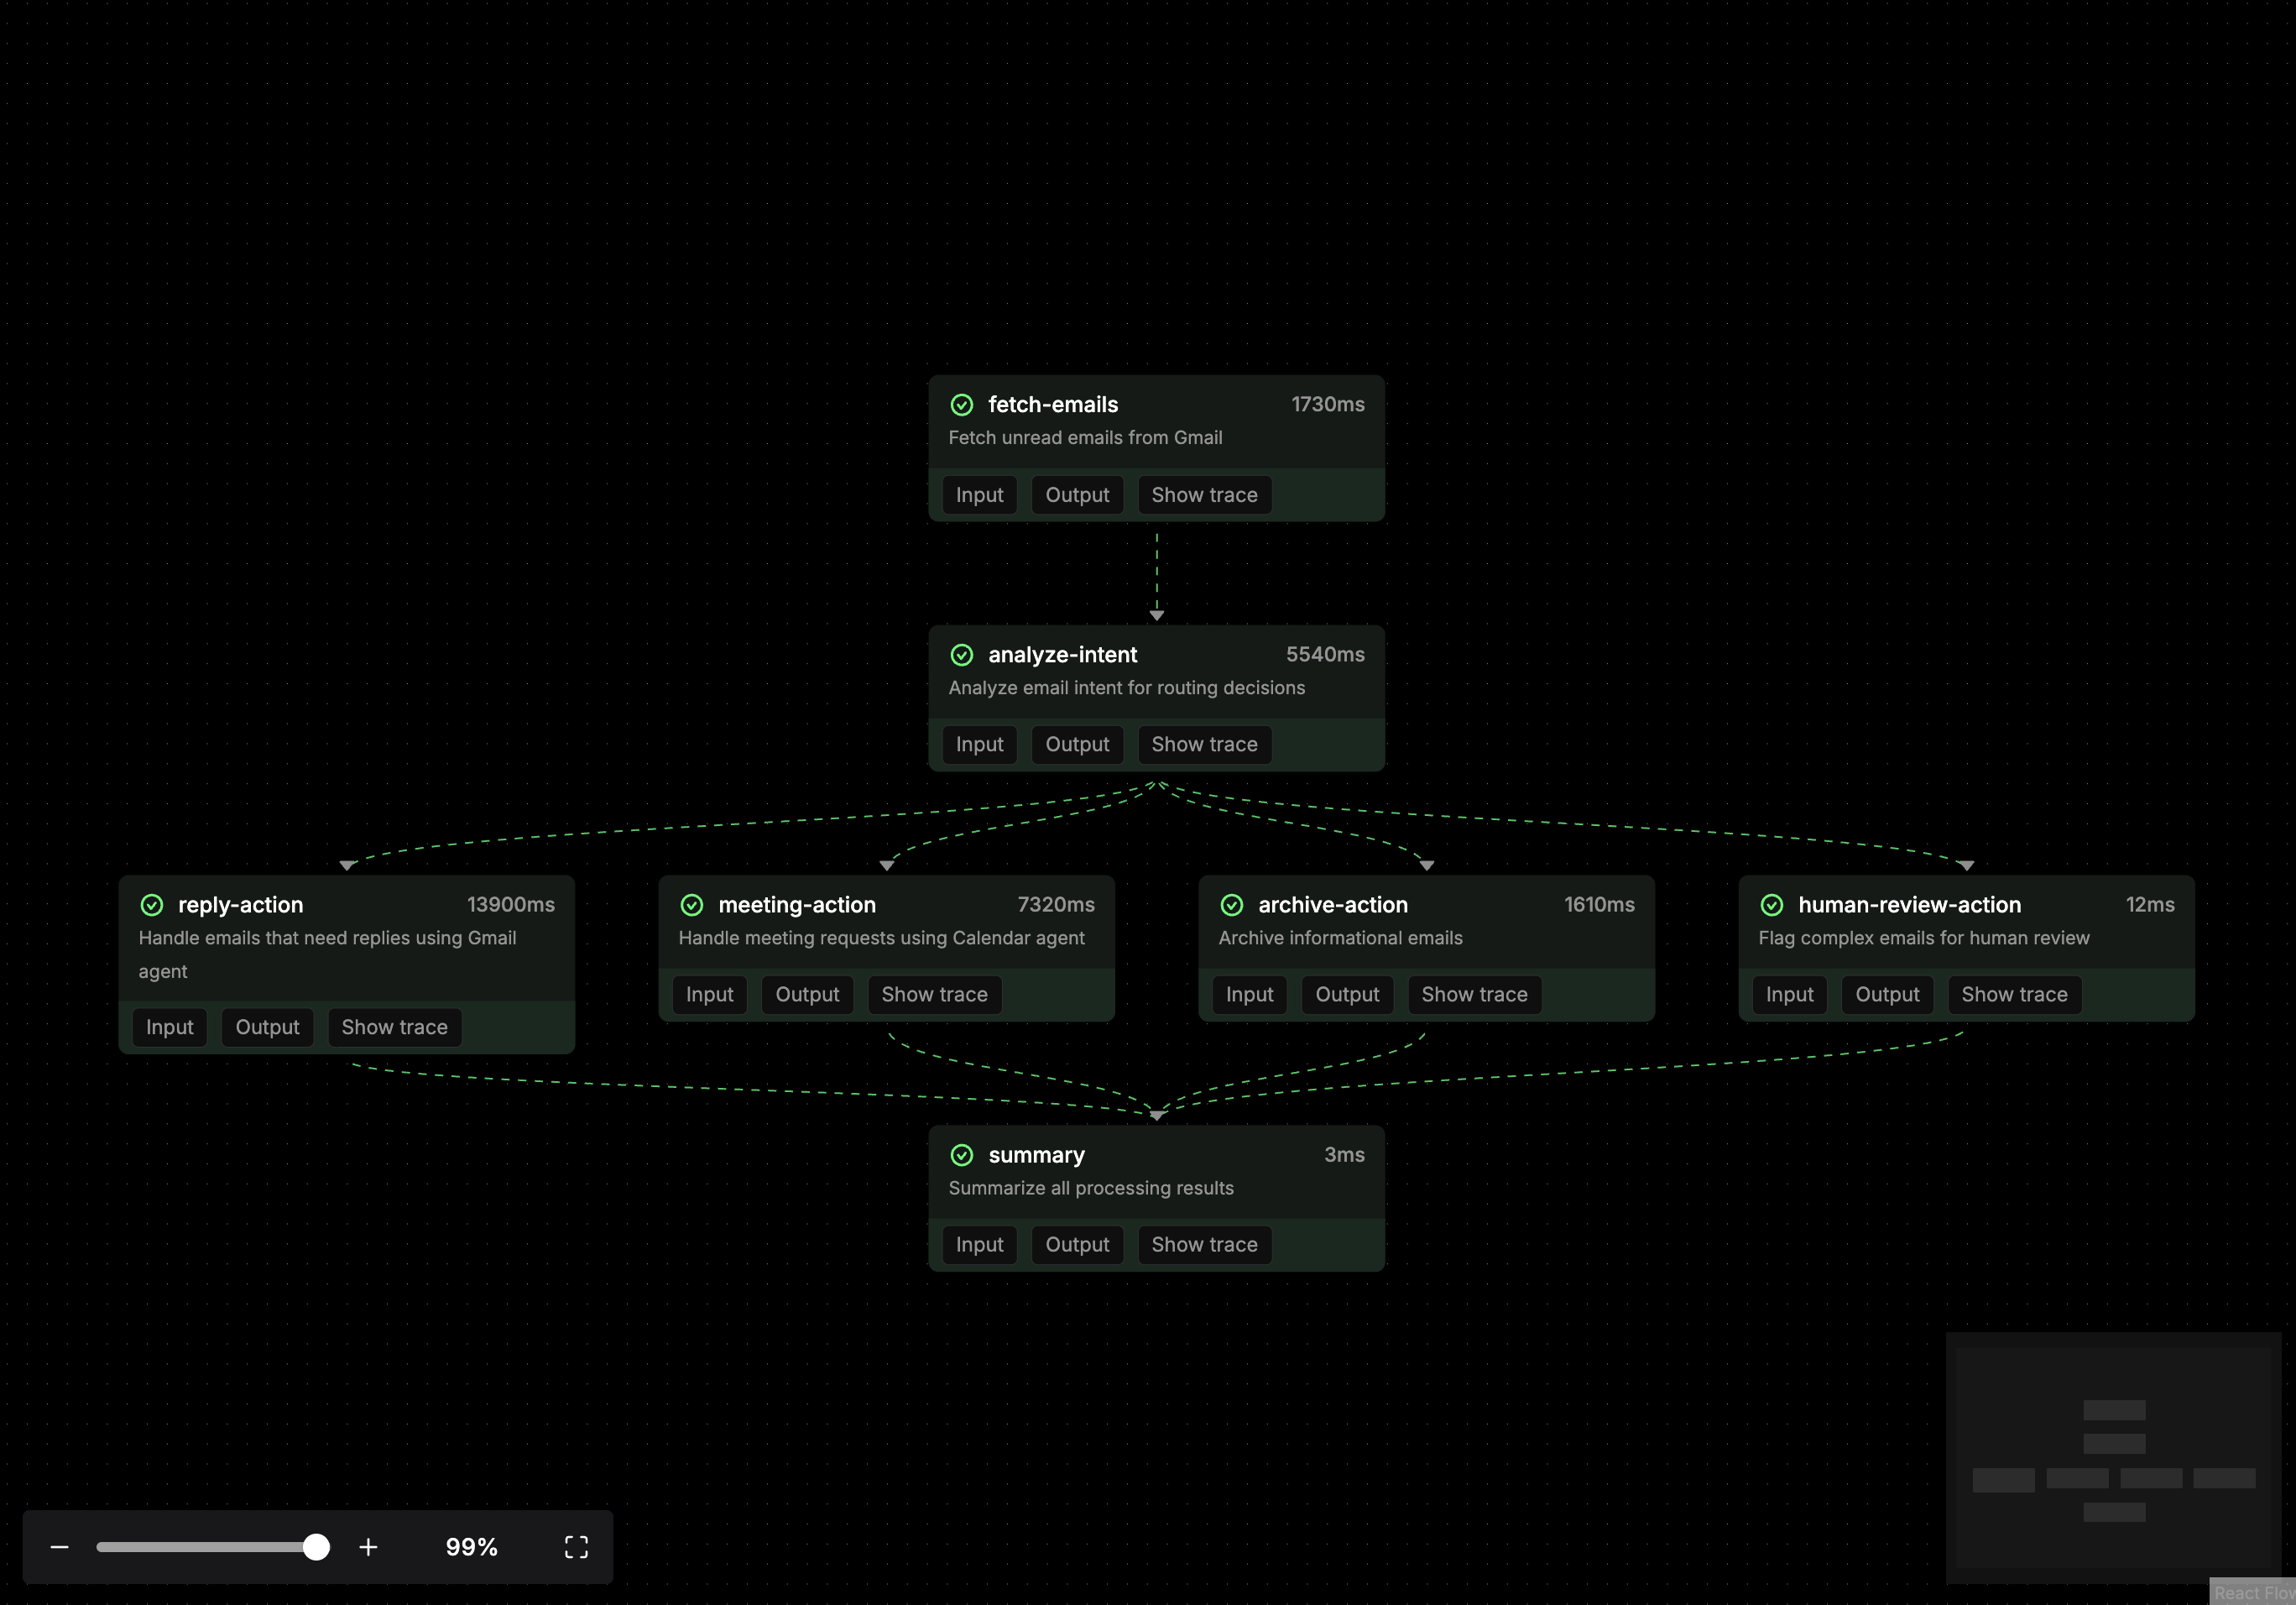 fetch-emails 1730ms
Fetch unread emails from Gmail
Input Output Show trace
analyze-intent 5540ms
Analyze email intent for routing decisions
Input Output Show trace
reply-action 13900ms
Handle emails that need replies using Gmail
agent
Input Output Show trace
meeting-action 7320ms
Handle meeting requests using Calendar agent
Input Output Show trace
archive-action 1610ms
Archive informational emails
Input Output Show trace
human-review-action 12ms
Flag complex emails for human review
Input Output Show trace
summary 3ms
Summarize all processing results
Input Output Show trace
99%
React Flow